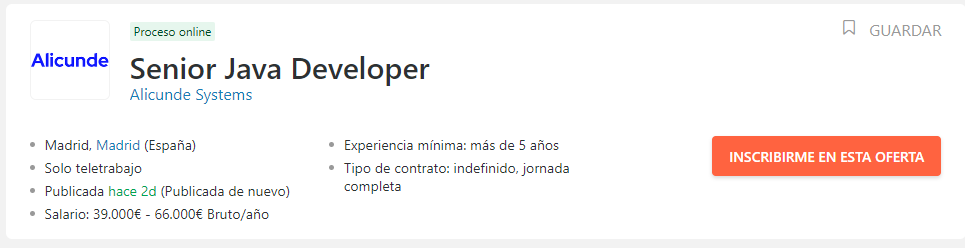 Proceso online
GUARDAR
Alicunde
Senior Java Developer
Alicunde Systems
Madrid, Madrid (España)
Solo teletrabajo
Publicada hace 2d (Publicada de nuevo)
Salario: 39.000€ - 66.000€ Bruto/año
Experiencia mínima: más de 5 años
Tipo de contrato: indefinido, jornada
completa
INSCRIBIRME EN ESTA OFERTA